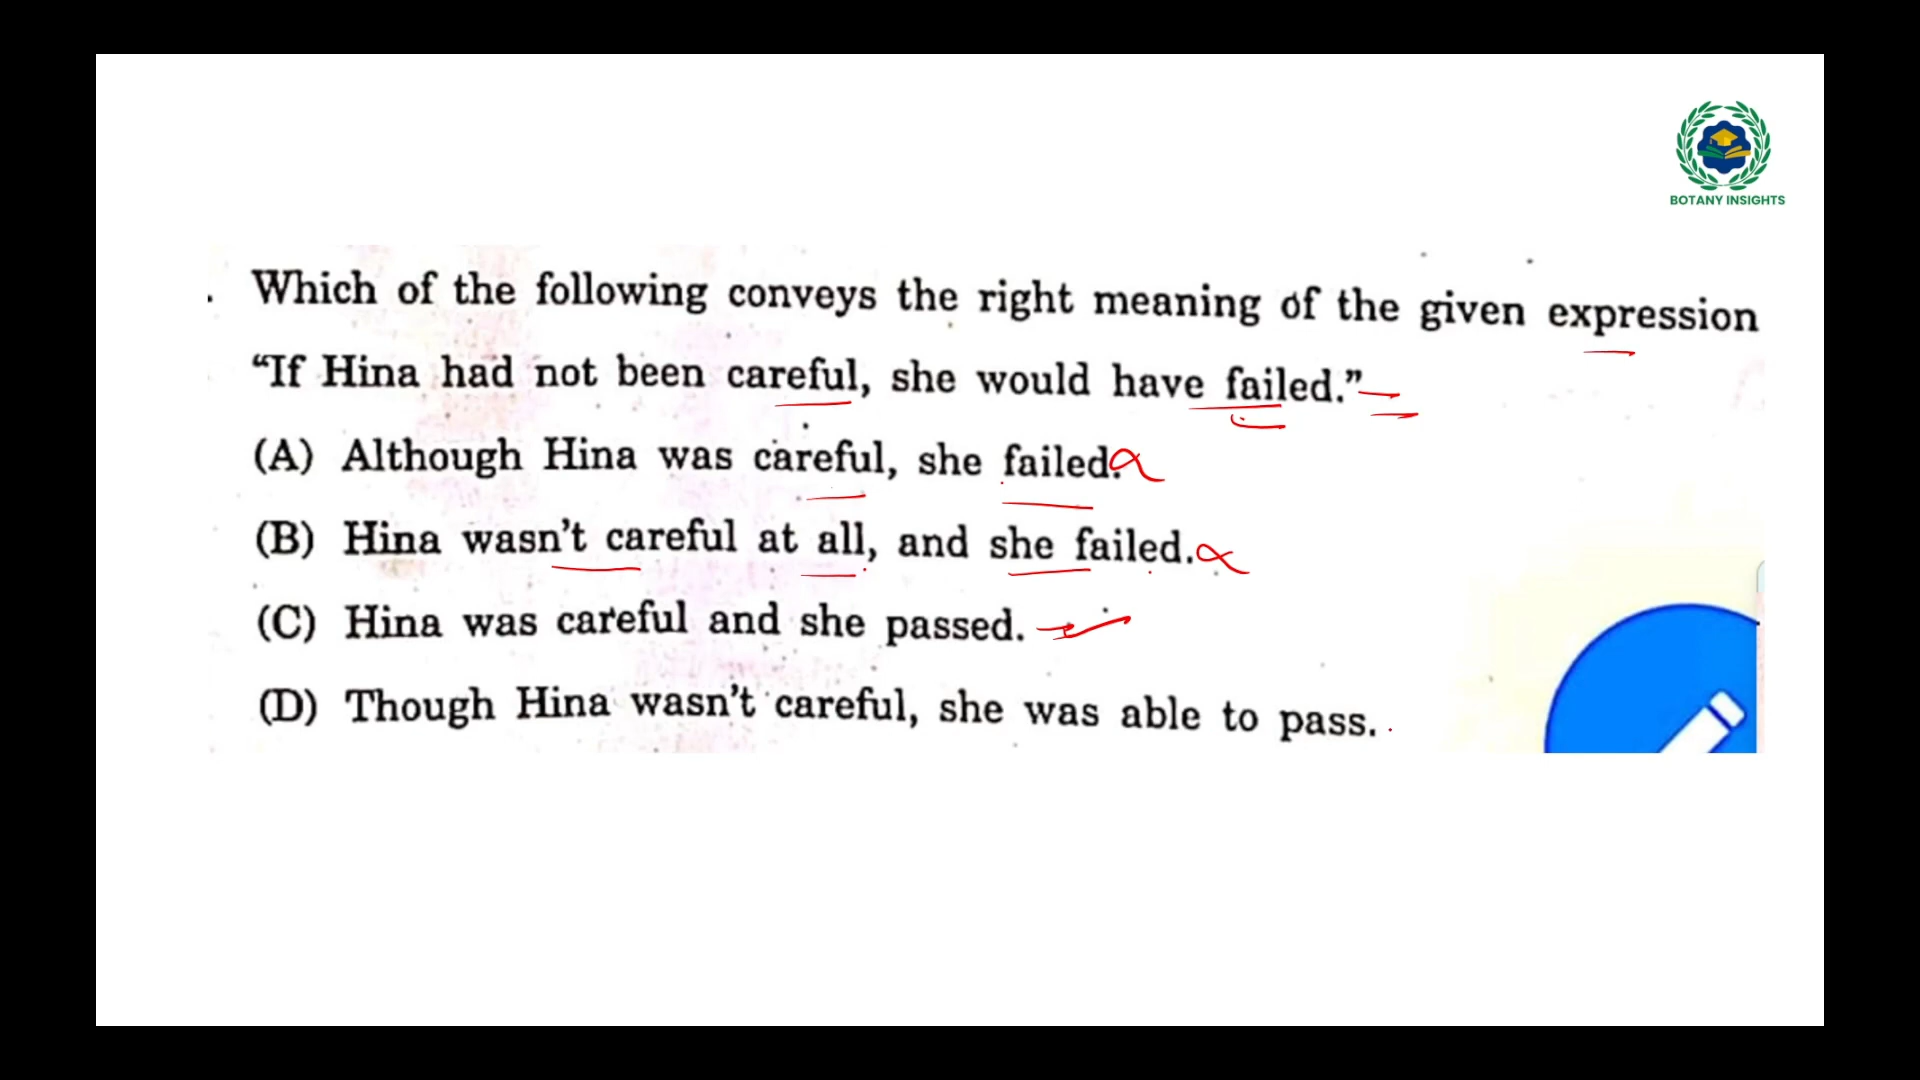 BOTANY INSIGHTS
. Which of the following conveys the right meaning of the given expression
“If Hina had not been careful, she would have failed.”
(A) Although Hina was careful, she failed.
(B) Hina wasn’t careful at all, and she failed.
(C) Hina was careful and she passed.
(D) Though Hina wasn’t careful, she was able to pass.